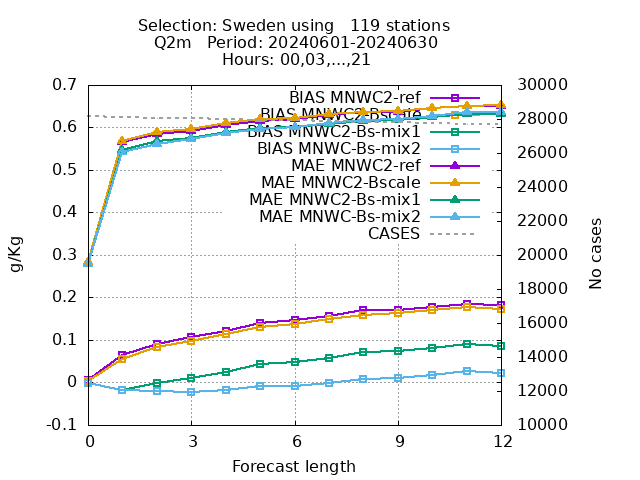 Selection: Sweden using   119 stations
Q2m   Period: 20240601-20240630
Hours: 00,03,...,21
0.7
0.6
0.5
0.4
0.3
0.2
0.1
0
-0.1
g/Kg
BIAS MNWC2-ref
BIAS MNWC2-Bscale
BIAS MNWC2-Bs-mix1
BIAS MNWC-Bs-mix2
MAE MNWC2-ref
MAE MNWC2-Bscale
MAE MNWC2-Bs-mix1
MAE MNWC-Bs-mix2
CASES
30000
28000
26000
24000
22000
20000
18000
16000
14000
12000
10000
No cases
0 3 6 9 12
Forecast length